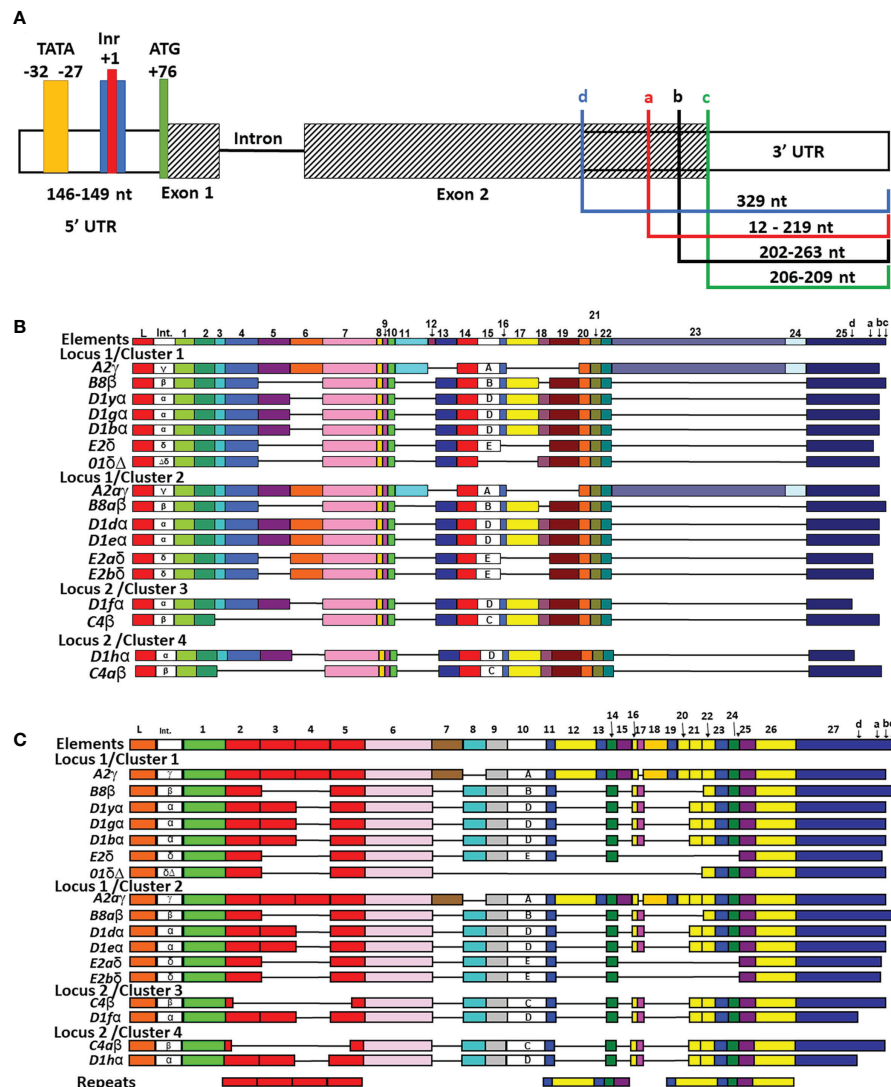 A
TATA
Inr
ATG
-32 -27
+1
+76
d
a
b
c
Intron
3’ UTR
146-149 nt
Exon 1
Exon 2
5’ UTR
329 nt
12 - 219 nt
202-263 nt
206-209 nt
B
Elements L Int. 1 2 3 4 5 6 7 8 9 10 11 12 13 14 15 16 17 18 19 20 21 22 23 24 25 d a bc
Locus 1/Cluster 1
A2γ γ A
B8β β B
D1yα α D
D1gα α D
D1bα α D
E2δ δ E
01δΔ Δδ
Locus 1/Cluster 2
A2aγ γ A
B8aβ β B
D1dα α D
D1eα α D
E2aδ δ E
E2bδ δ E
Locus 2 /Cluster 3
D1fα α D
C4β β C
Locus 2 /Cluster 4
D1hα α D
C4aβ β C
C
Elements L Int. 1 2 3 4 5 6 7 8 9 10 11 12 13 14 15 16 17 18 19 20 21 22 23 24 25 26 27 d a bc
Locus 1/Cluster 1
A2γ γ A
B8β β B
D1yα α D
D1gα α D
D1bα α D
E2δ δ E
01δΔ δΔ
Locus 1/Cluster 2
A2aγ γ A
B8aβ β B
D1dα α D
D1eα α D
E2aδ δ E
E2bδ δ E
Locus 2 /Cluster 3
C4β β C
D1fα α D
Locus 2 /Cluster 4
C4aβ β C
D1hα α D
Repeats